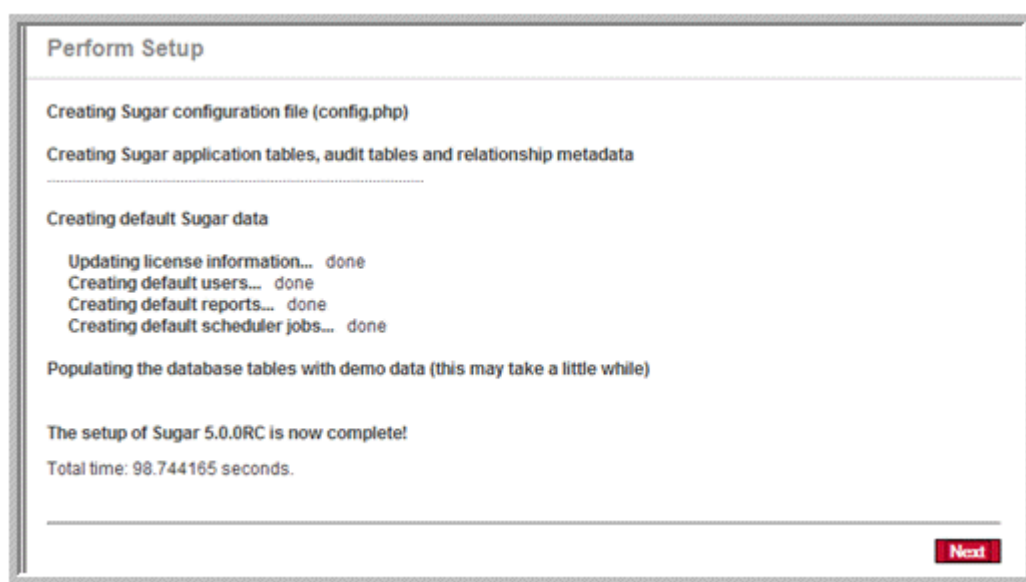 Perform Setup
Creating Sugar configuration file (config.php)
Creating Sugar application tables, audit tables and relationship metadata
Creating default Sugar data
Updating license information... done
Creating default users... done
Creating default reports... done
Creating default scheduler jobs... done
Populating the database tables with demo data (this may take a little while)
The setup of Sugar 5.0.0RC is now complete!
Total time: 98.744165 seconds.
Next